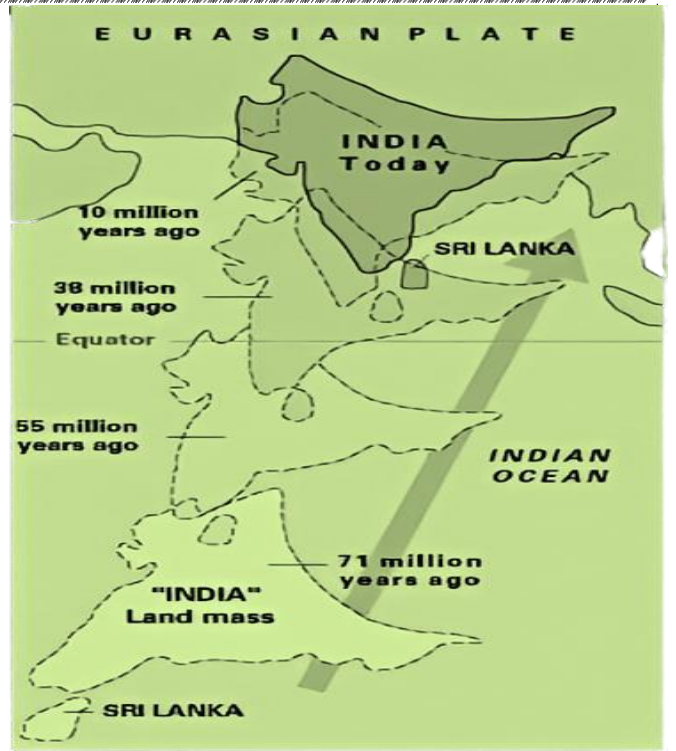 EURASIAN PLATE
INDIA
Today
10 million
years ago
SRI LANKA
38 million
years ago
Equator
55 million
years ago
INDIAN
OCEAN
71 million
years ago
"INDIA"
Land mass
SRI LANKA